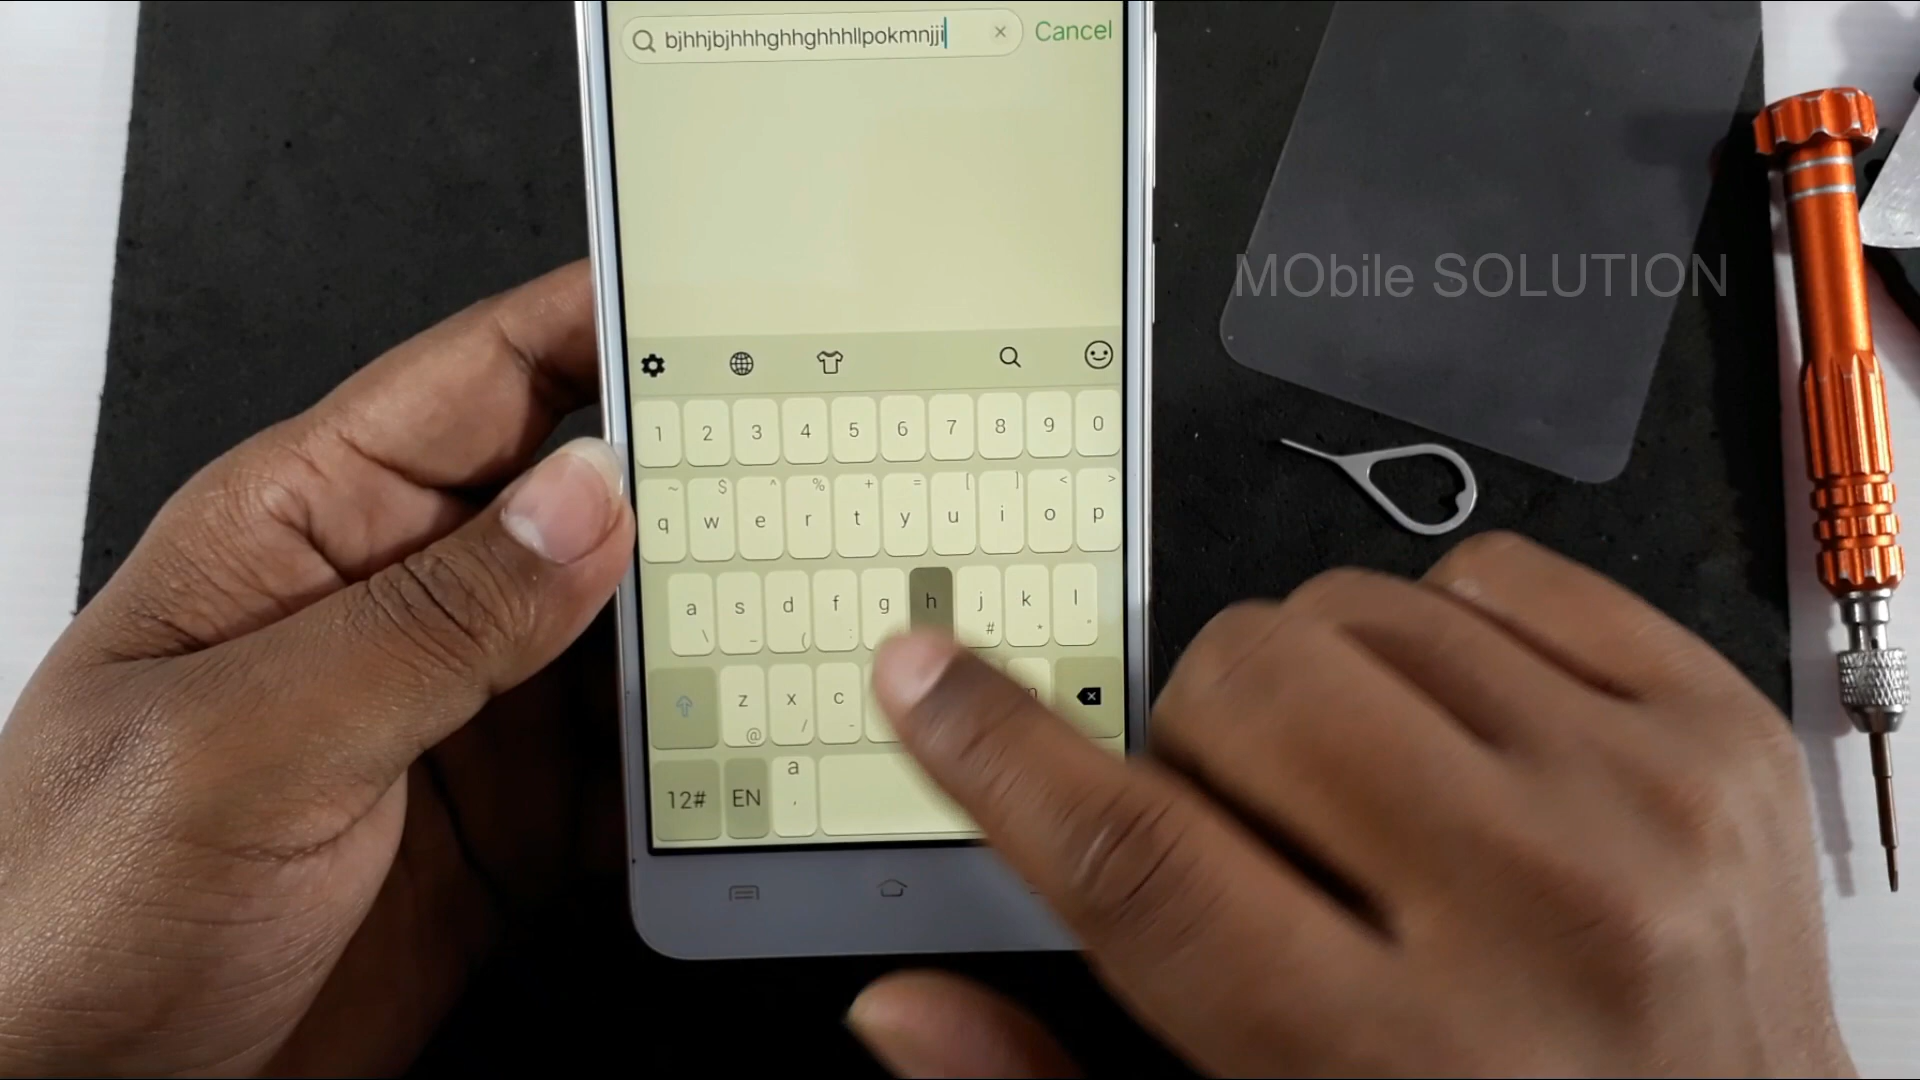 bjhhjbjhhhghhghhhllpokmnjji
Cancel
MObile SOLUTION
1 2 3 4 5 6 7 8 9 0
~ $ ^ % + = [ ] < >
q w e r t y u i o p
a s d f g h j k l
\ _ ( : # *
z x c m
@ / -
12# EN a ,